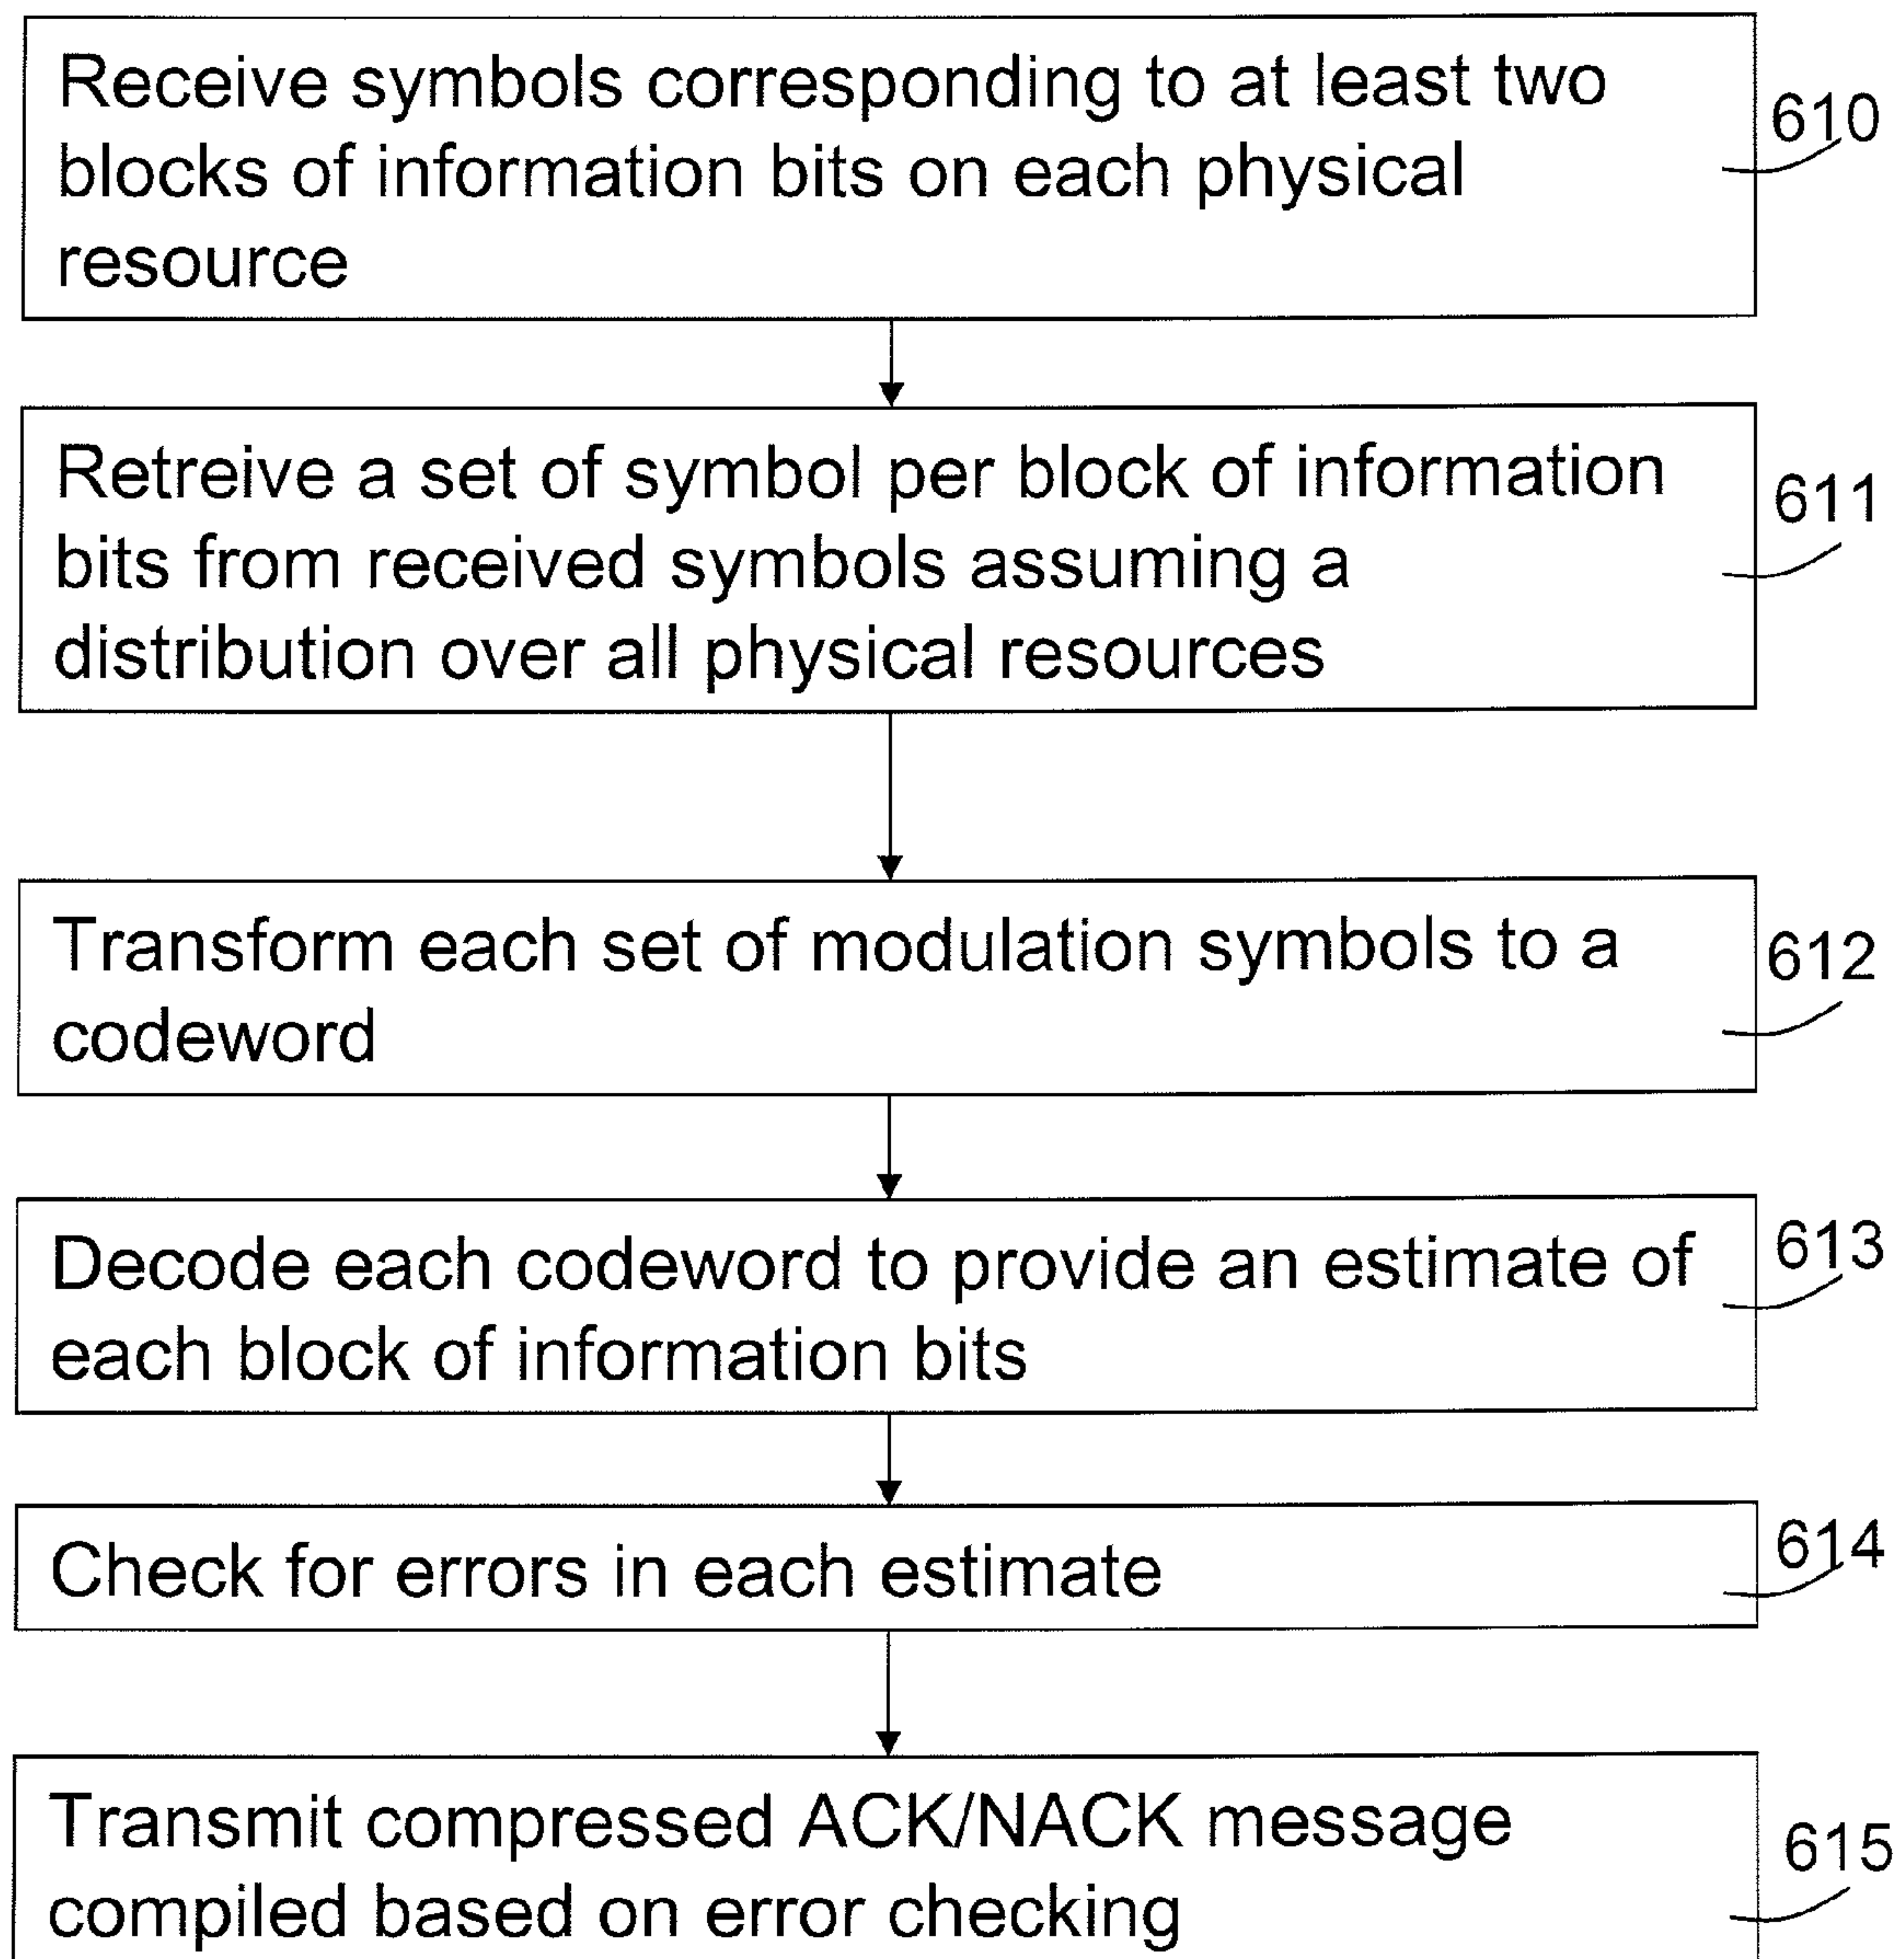 Receive symbols corresponding to at least two
blocks of information bits on each physical
resource
610
Retreive a set of symbol per block of information
bits from received symbols assuming a
distribution over all physical resources
611
Transform each set of modulation symbols to a
codeword
612
Decode each codeword to provide an estimate of
each block of information bits
613
Check for errors in each estimate
614
Transmit compressed ACK/NACK message
compiled based on error checking
615